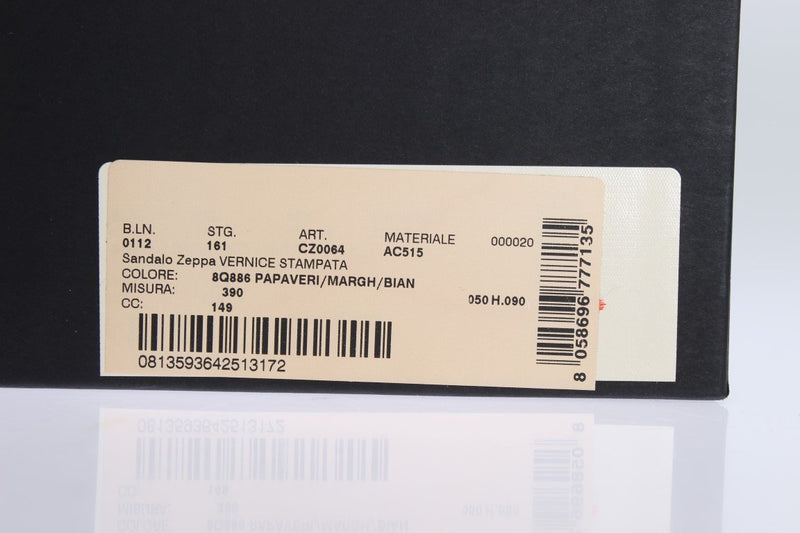 B.LN. STG. ART. MATERIALE 000020
0112 161 CZ0064 AC515
Sandalo Zeppa VERNICE STAMPATA
COLORE: 8Q886 PAPAVERI/MARGH/BIAN
MISURA: 390 050 H.090
CC: 149
0813593642513172
8 058696 777135